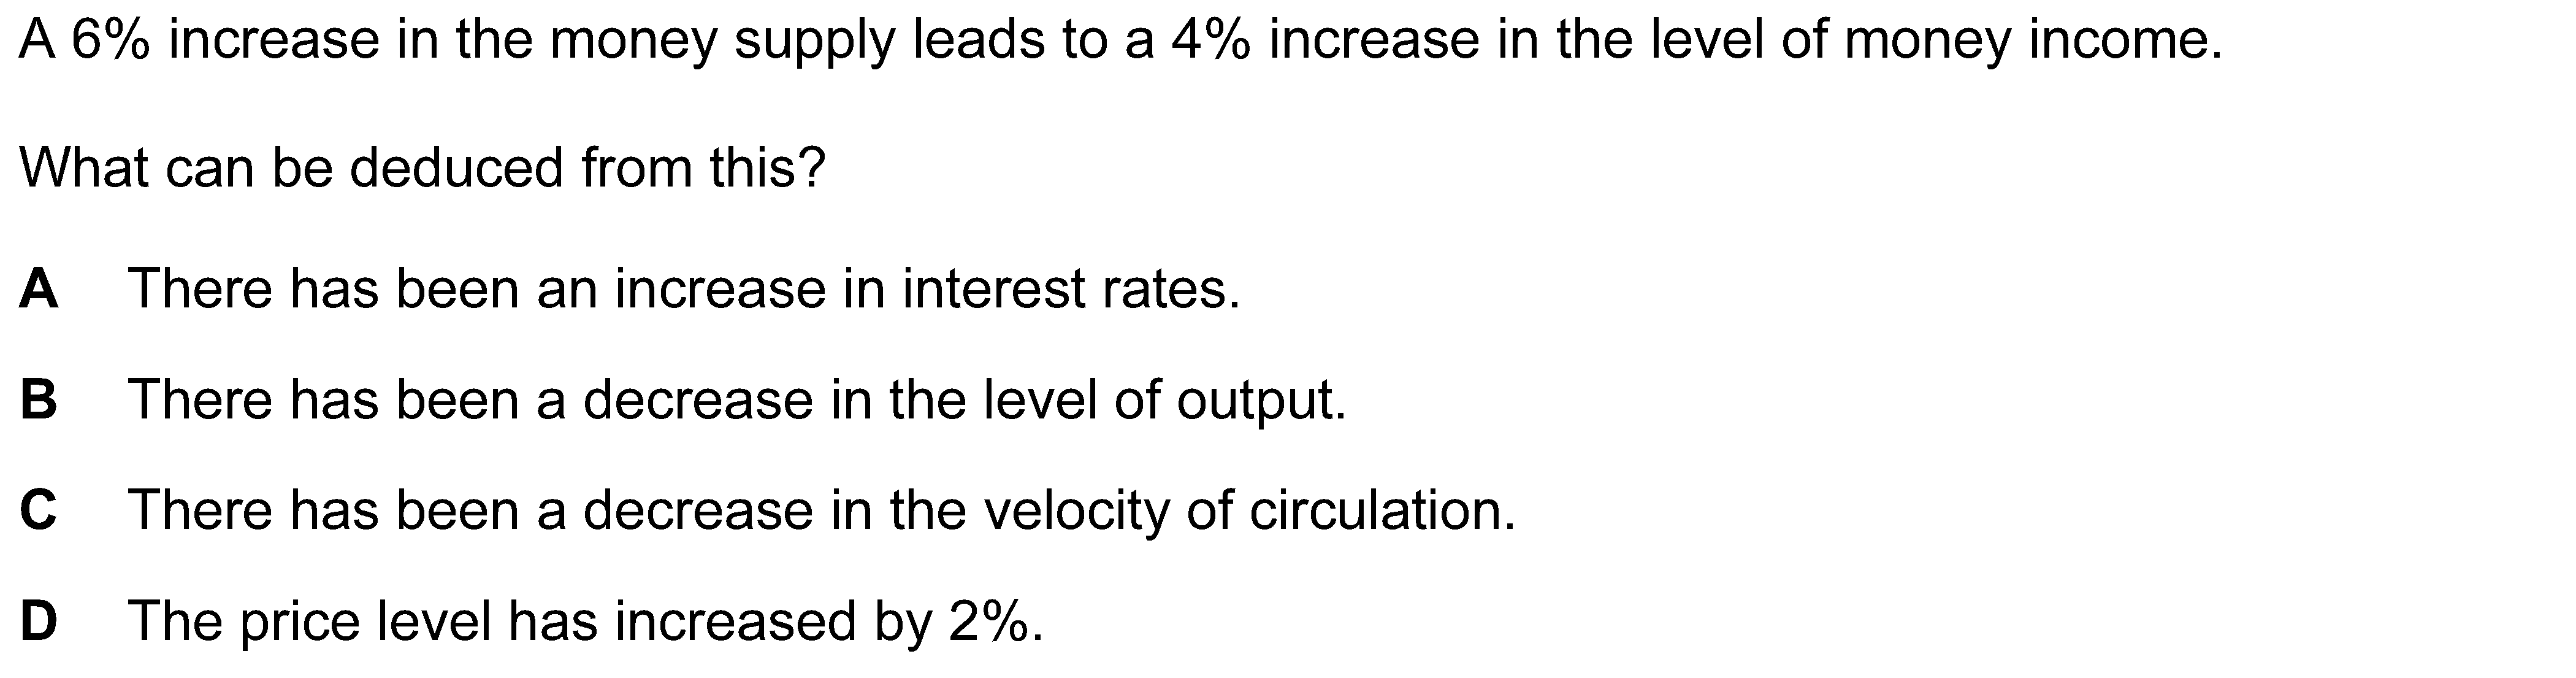 A 6% increase in the money supply leads to a 4% increase in the level of money income.
What can be deduced from this?
A There has been an increase in interest rates.
B There has been a decrease in the level of output.
C There has been a decrease in the velocity of circulation.
D The price level has increased by 2%.